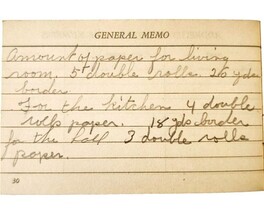 GENERAL MEMO
Amount of paper for living
room, 5 double rolls. 26 yds
border.
For the kitchen 4 double
rolls paper. 18 yds border
for the hall 3 double rolls
paper.
30